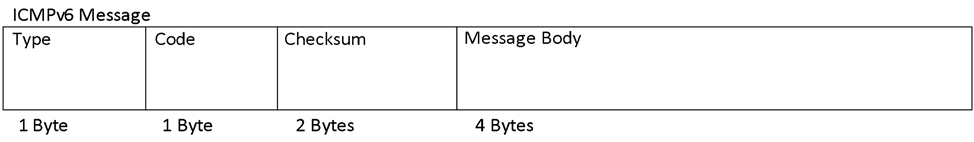 ICMPv6 Message
Type Code Checksum Message Body
1 Byte 1 Byte 2 Bytes 4 Bytes